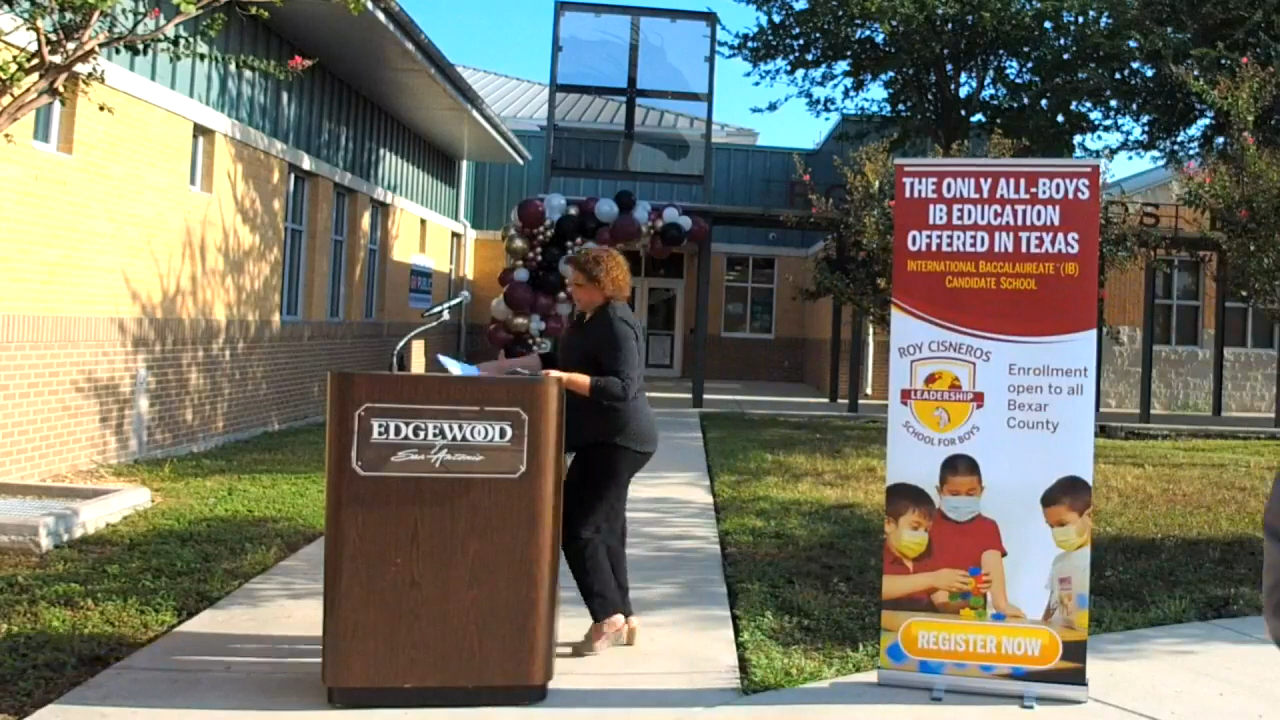 THE ONLY ALL-BOYS
IB EDUCATION
OFFERED IN TEXAS
INTERNATIONAL BACCALAUREATE (IB)
CANDIDATE SCHOOL
ROY CISNEROS
LEADERSHIP
SCHOOL FOR BOYS
Enrollment
open to all
Bexar
County
REGISTER NOW
EDGEWOOD
San Antonio
PUBLIC